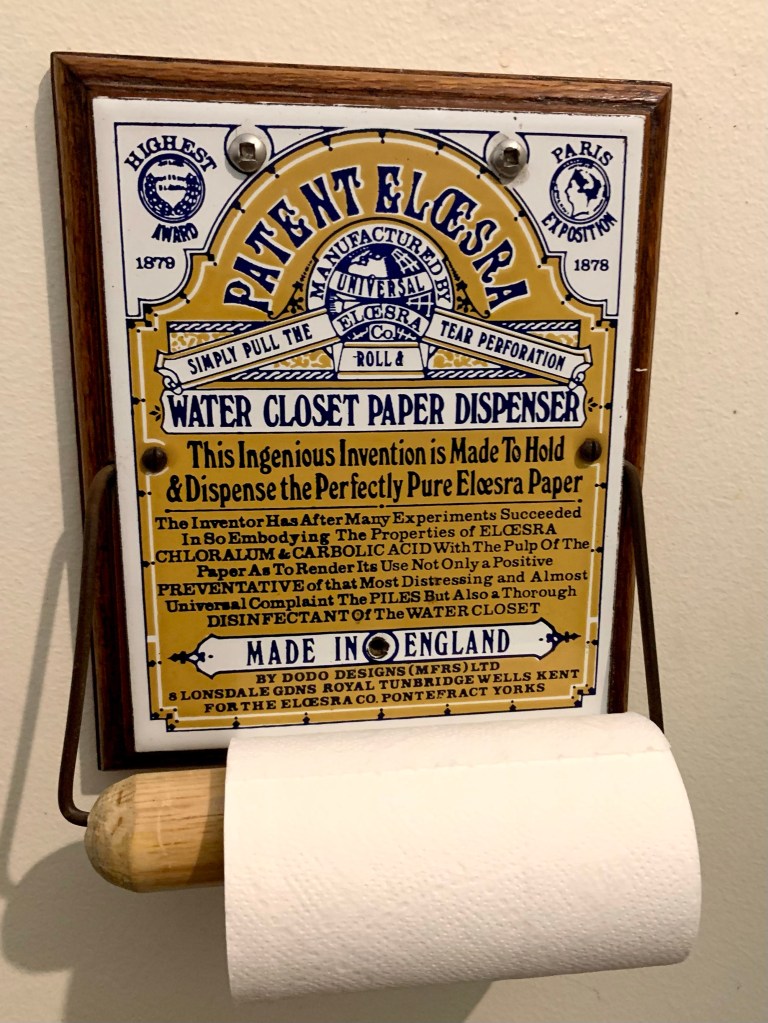 HIGHEST
AWARD
1879
PARIS
EXPOSITION
1878
PATENT ELŒSRA
MANUFACTURED BY
UNIVERSAL
ELŒSRA
Co.
SIMPLY PULL THE
ROLL &
TEAR PERFORATION
WATER CLOSET PAPER DISPENSER
This Ingenious Invention is Made To Hold
& Dispense the Perfectly Pure Elœsra Paper
The Inventor Has After Many Experiments Succeeded
In So Embodying The Properties of ELŒSRA
CHLORALUM & CARBOLIC ACID With The Pulp Of The
Paper As To Render Its Use Not Only a Positive
PREVENTATIVE of that Most Distressing and Almost
Universal Complaint The PILES But Also a Thorough
DISINFECTANT Of The WATER CLOSET
MADE IN ENGLAND
BY DODO DESIGNS (MFRS) LTD
8 LONSDALE GDNS ROYAL TUNBRIDGE WELLS KENT
FOR THE ELŒSRA CO. PONTEFRACT YORKS